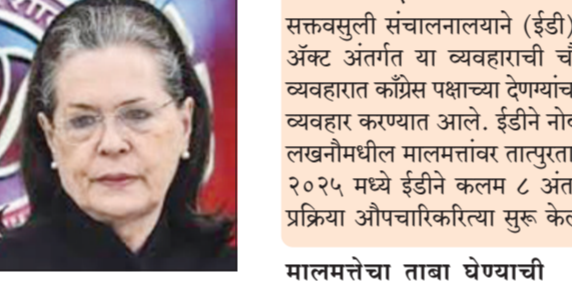 सक्तवसुली संचालनालयाने (ईडी)
ॲक्ट अंतर्गत या व्यवहाराची
व्यवहारात काँग्रेस पक्षाच्या
व्यवहार करण्यात आले. ईडीने
लखनौमधील मालमत्तांवर
२०२५ मध्ये ईडीने कलम ८
प्रक्रिया औपचारिकरित्या सुरू
मालमत्तेचा ताबा घेण्याची